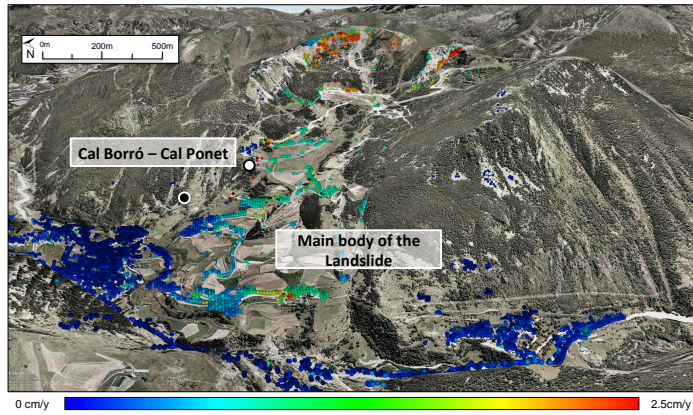 0m 200m 500m
N
Cal Borró – Cal Ponet
Main body of the
Landslide
0 cm/y 2.5cm/y